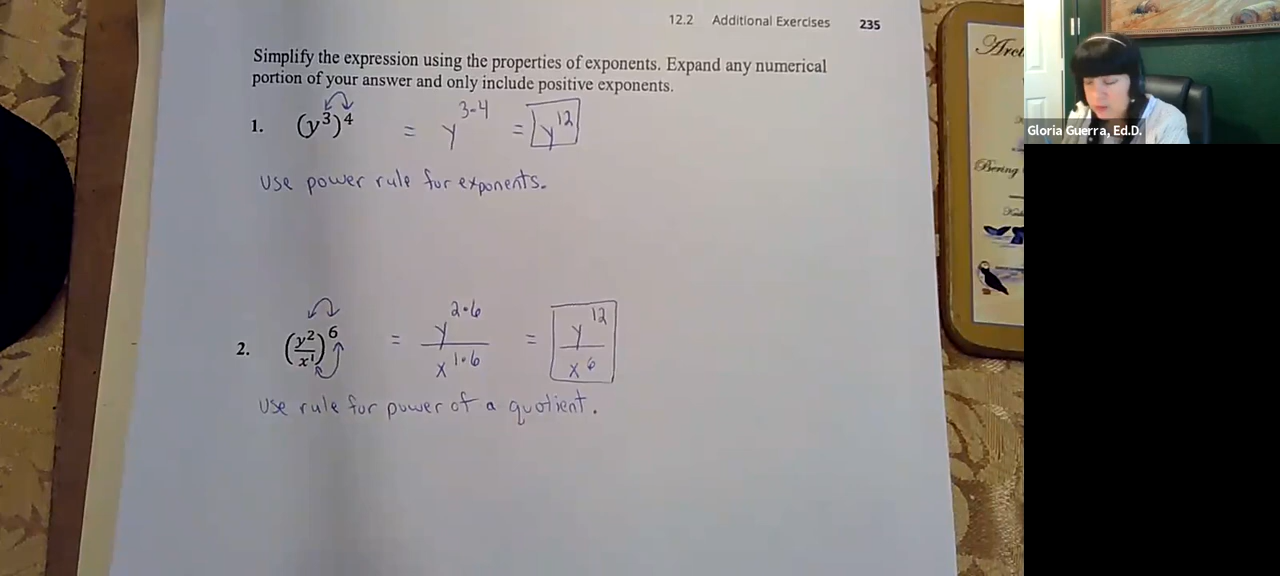 12.2 Additional Exercises 235
Simplify the expression using the properties of exponents. Expand any numerical
portion of your answer and only include positive exponents.
1. (y³)⁴ = y³⁻⁴ = y¹²
Use power rule for exponents.
2. (y²/x¹)⁶ = y²·⁶/x¹·⁶ = y¹²/x⁶
Use rule for power of a quotient.
Gloria Guerra, Ed.D.
Bering